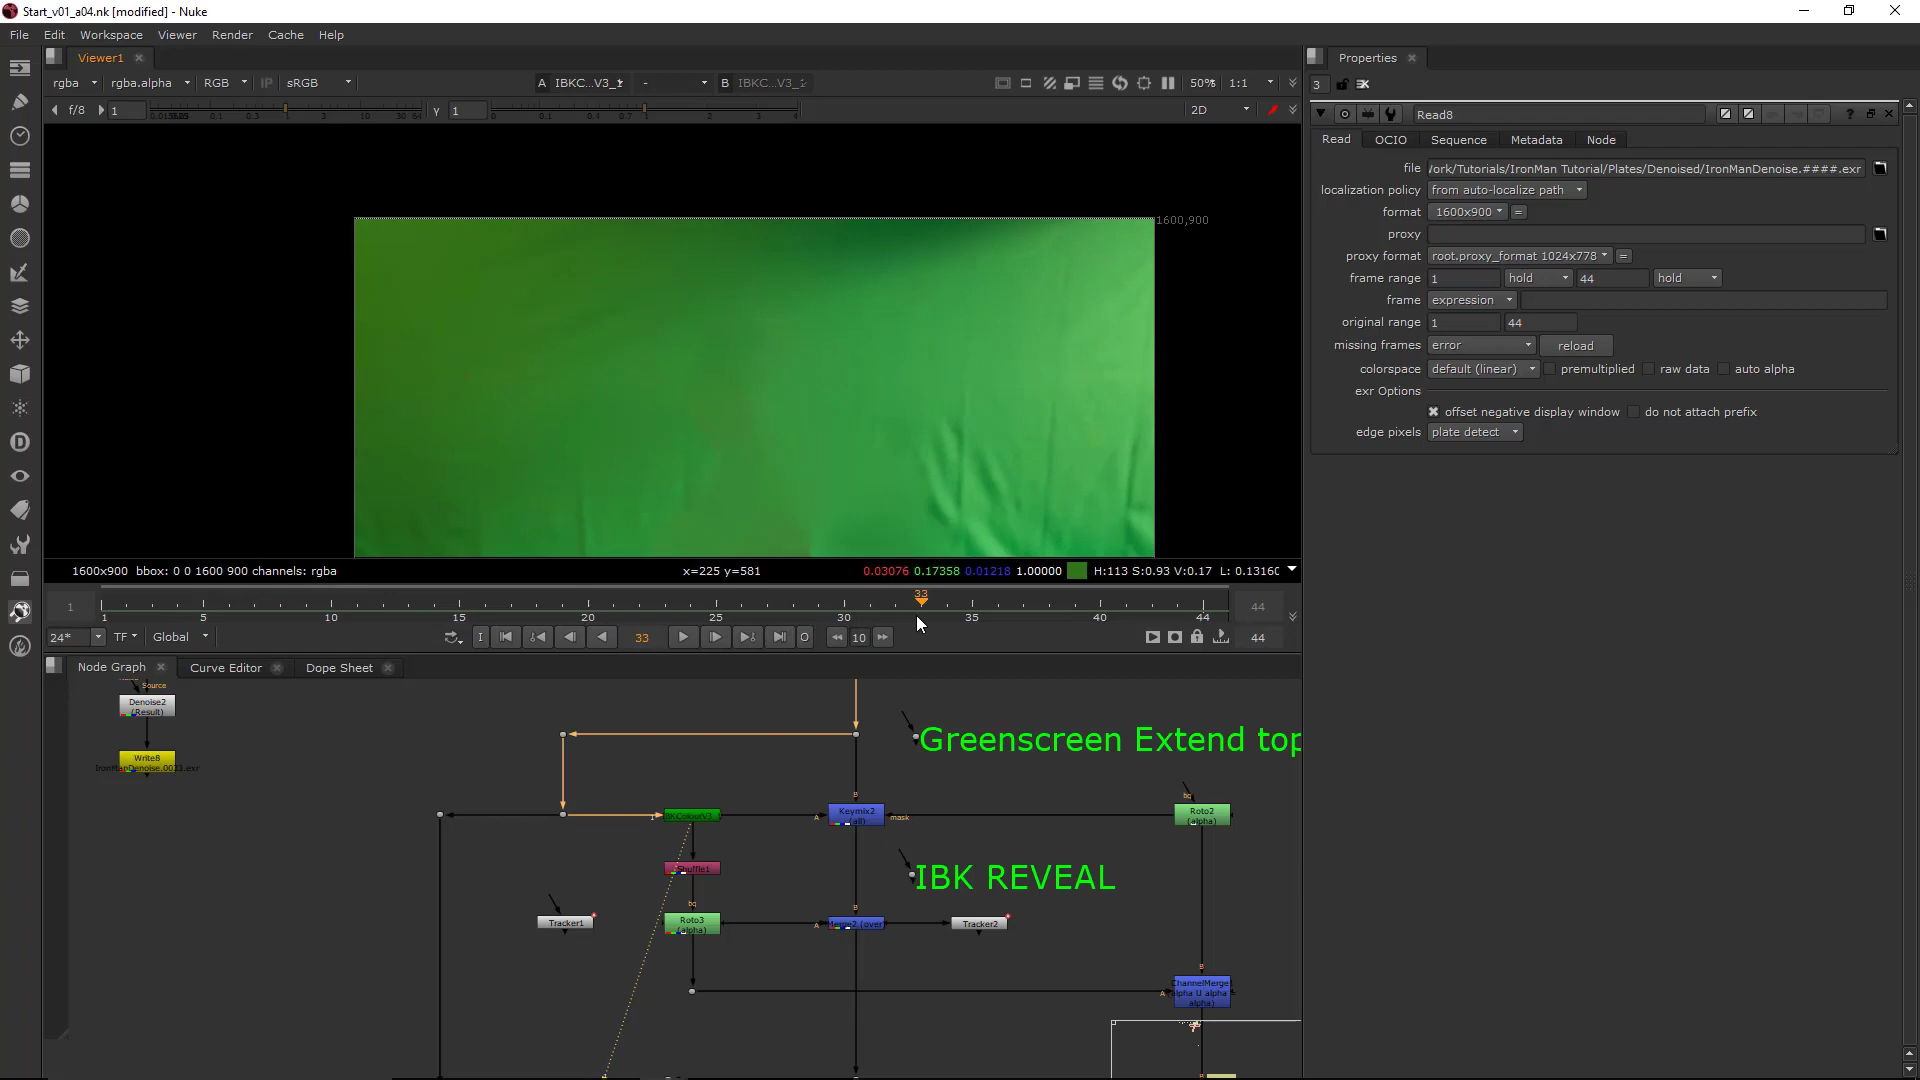 Start_v01_a04.nk [modified] - Nuke
File Edit Workspace Viewer Render Cache Help
Viewer1
rgba rgba.alpha RGB IP sRGB A IBKC...V3_1 - B IBKC...V3_1 50% 1:1
f/8 1 γ 1 2D
1600,900
1600x900 bbox: 0 0 1600 900 channels: rgba x=225 y=581 0.03076 0.17358 0.01218 1.00000 H:113 S:0.93 V:0.17 L: 0.1316
33
1 44
1 5 10 15 20 25 30 35 40 44
24* TF Global I 33 O 10 44
Node Graph Curve Editor Dope Sheet
Source
Denoise2
(Result)
Write8
Greenscreen Extend top
bg
B
Keymix2
(all)
A mask
Roto2
(alpha)
Shuffle1
IBK REVEAL
bg
B
Tracker1
Roto3
(alpha)
A Merge2 (over
Tracker2
B
A ChannelMerge
alpha U alpha =
alpha)
B
Properties
3
Read8
Read OCIO Sequence Metadata Node
file /ork/Tutorials/IronMan Tutorial/Plates/Denoised/IronManDenoise.####.exr
localization policy from auto-localize path
format 1600x900 =
proxy
proxy format root.proxy_format 1024x778 =
frame range 1 hold 44 hold
frame expression
original range 1 44
missing frames error reload
colorspace default (linear) premultiplied raw data auto alpha
exr Options
offset negative display window do not attach prefix
edge pixels plate detect